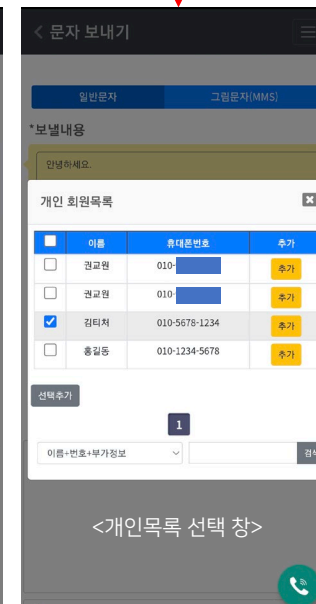 < 문자 보내기
일반문자 그림문자(MMS)
*보낼내용
안녕하세요.
개인 회원목록
이름 휴대폰번호 추가
권교원 010- 추가
권교원 010- 추가
김티처 010-5678-1234 추가
홍길동 010-1234-5678 추가
선택추가
1
이름+번호+부가정보 검색
<개인목록 선택 창>